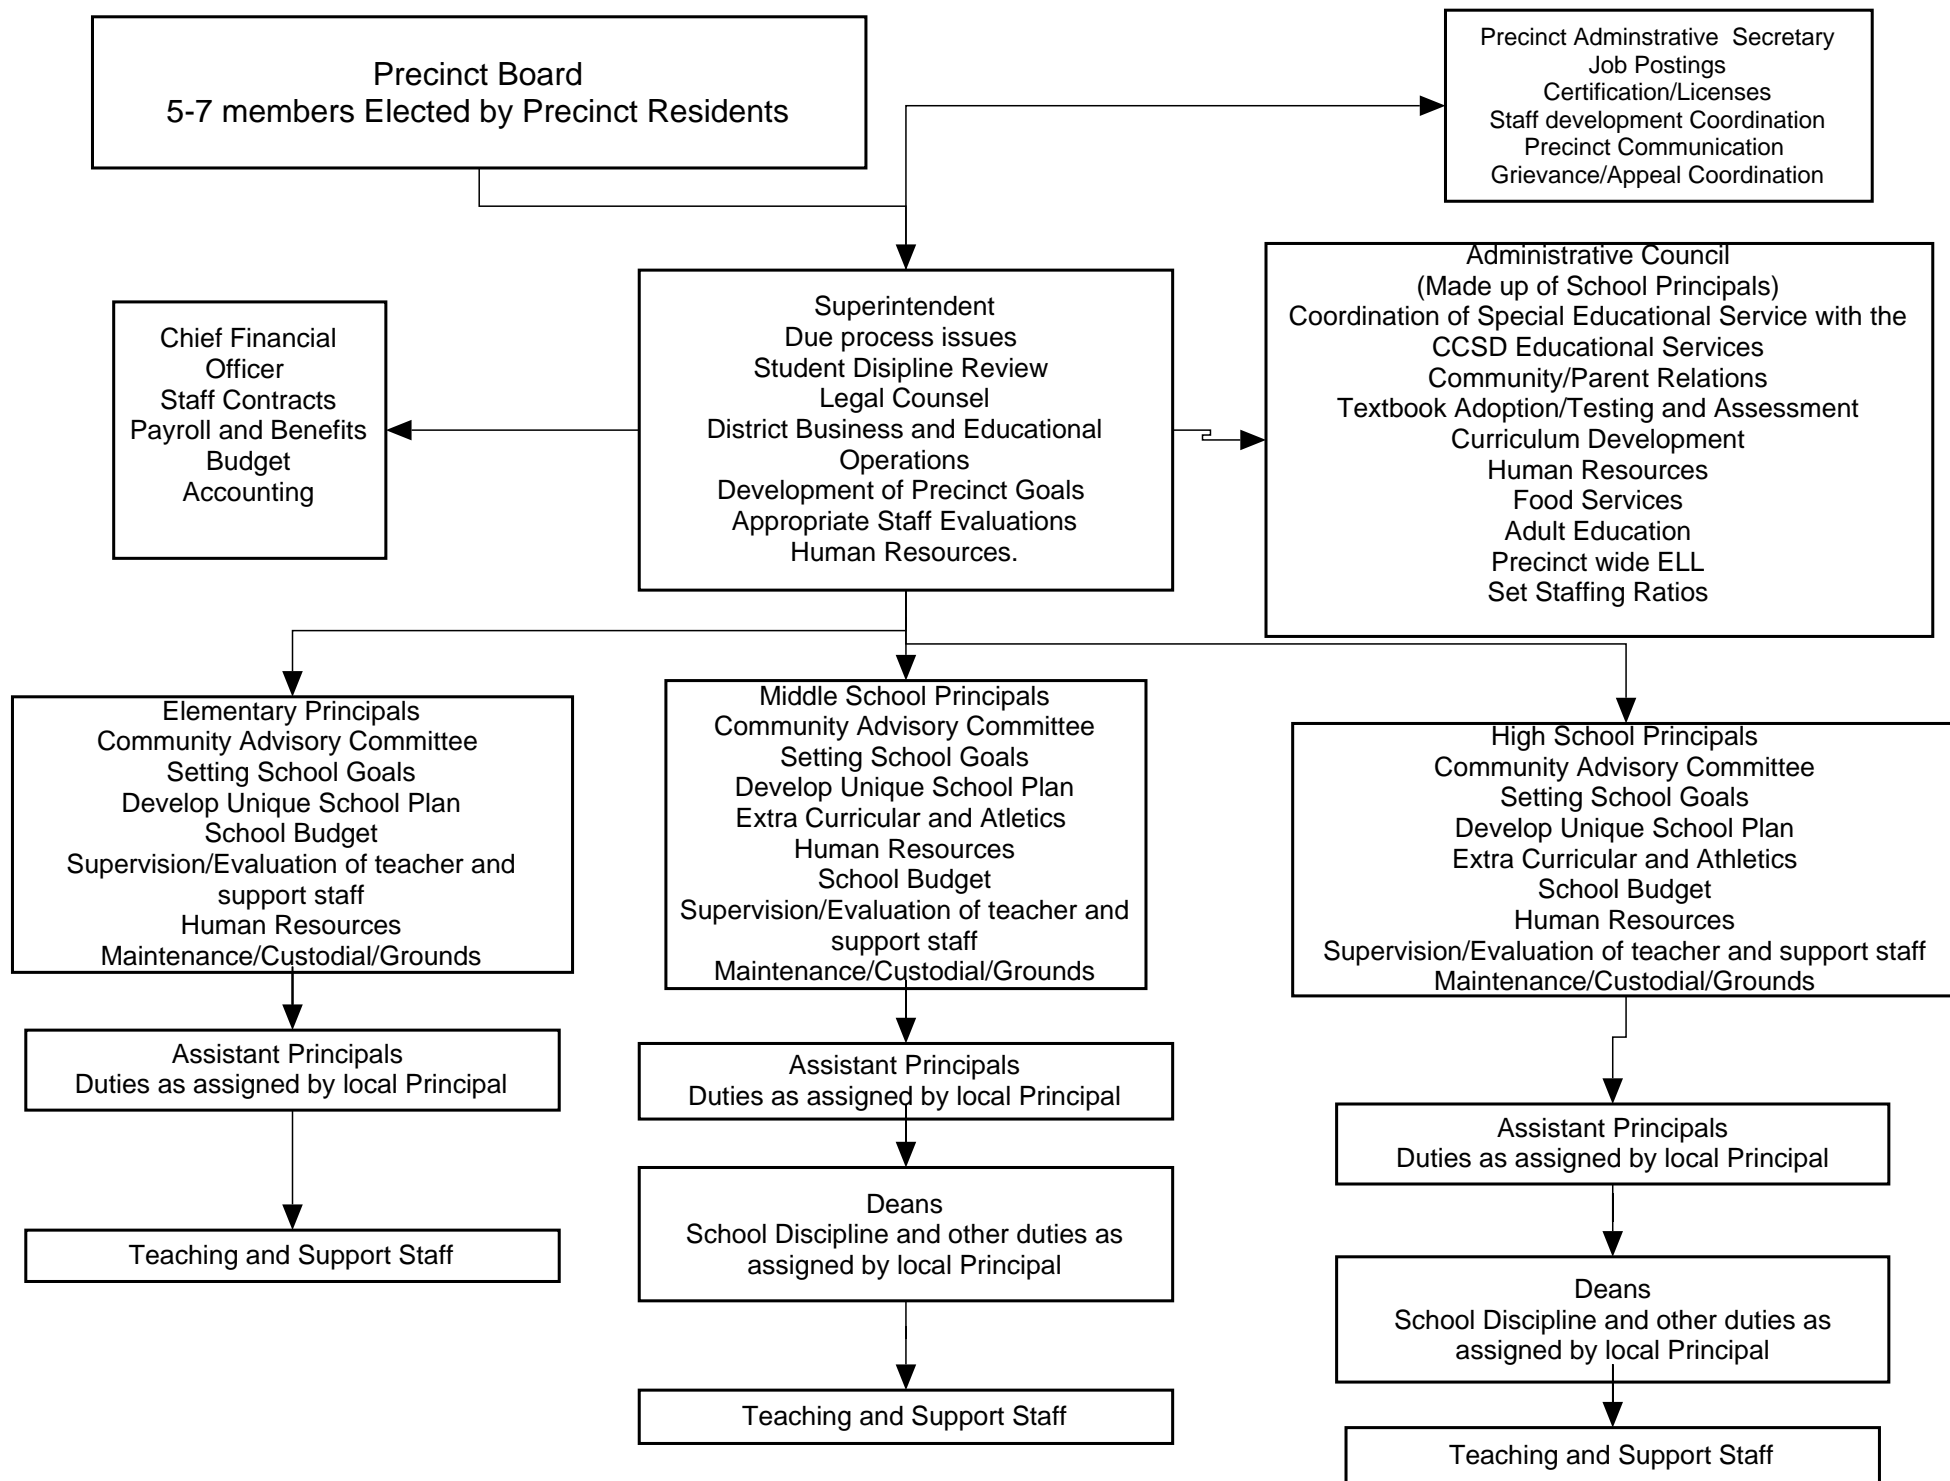 Precinct Board
5-7 members Elected by Precinct Residents
Precinct Adminstrative Secretary
Job Postings
Certification/Licenses
Staff development Coordination
Precinct Communication
Grievance/Appeal Coordination
Chief Financial
Officer
Staff Contracts
Payroll and Benefits
Budget
Accounting
Superintendent
Due process issues
Student Disipline Review
Legal Counsel
District Business and Educational
Operations
Development of Precinct Goals
Appropriate Staff Evaluations
Human Resources.
Administrative Council
(Made up of School Principals)
Coordination of Special Educational Service with the
CCSD Educational Services
Community/Parent Relations
Textbook Adoption/Testing and Assessment
Curriculum Development
Human Resources
Food Services
Adult Education
Precinct wide ELL
Set Staffing Ratios
Elementary Principals
Community Advisory Committee
Setting School Goals
Develop Unique School Plan
School Budget
Supervision/Evaluation of teacher and
support staff
Human Resources
Maintenance/Custodial/Grounds
Middle School Principals
Community Advisory Committee
Setting School Goals
Develop Unique School Plan
Extra Curricular and Atletics
Human Resources
School Budget
Supervision/Evaluation of teacher and
support staff
Maintenance/Custodial/Grounds
High School Principals
Community Advisory Committee
Setting School Goals
Develop Unique School Plan
Extra Curricular and Athletics
School Budget
Human Resources
Supervision/Evaluation of teacher and support staff
Maintenance/Custodial/Grounds
Assistant Principals
Duties as assigned by local Principal
Teaching and Support Staff
Assistant Principals
Duties as assigned by local Principal
Deans
School Discipline and other duties as
assigned by local Principal
Teaching and Support Staff
Assistant Principals
Duties as assigned by local Principal
Deans
School Discipline and other duties as
assigned by local Principal
Teaching and Support Staff